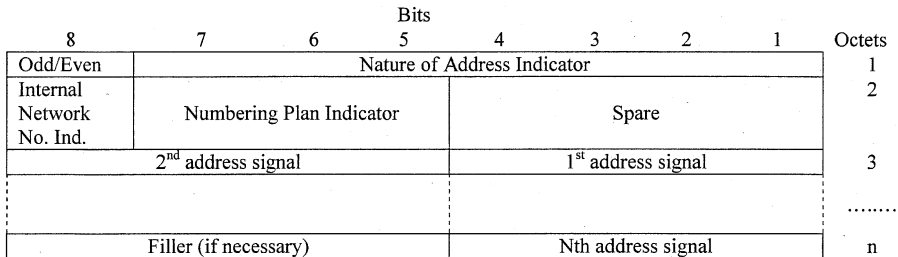 Bits
8 7 6 5 4 3 2 1 Octets
Odd/Even Nature of Address Indicator 1
Internal Network No. Ind. Numbering Plan Indicator Spare 2
2nd address signal 1st address signal 3
........
Filler (if necessary) Nth address signal n